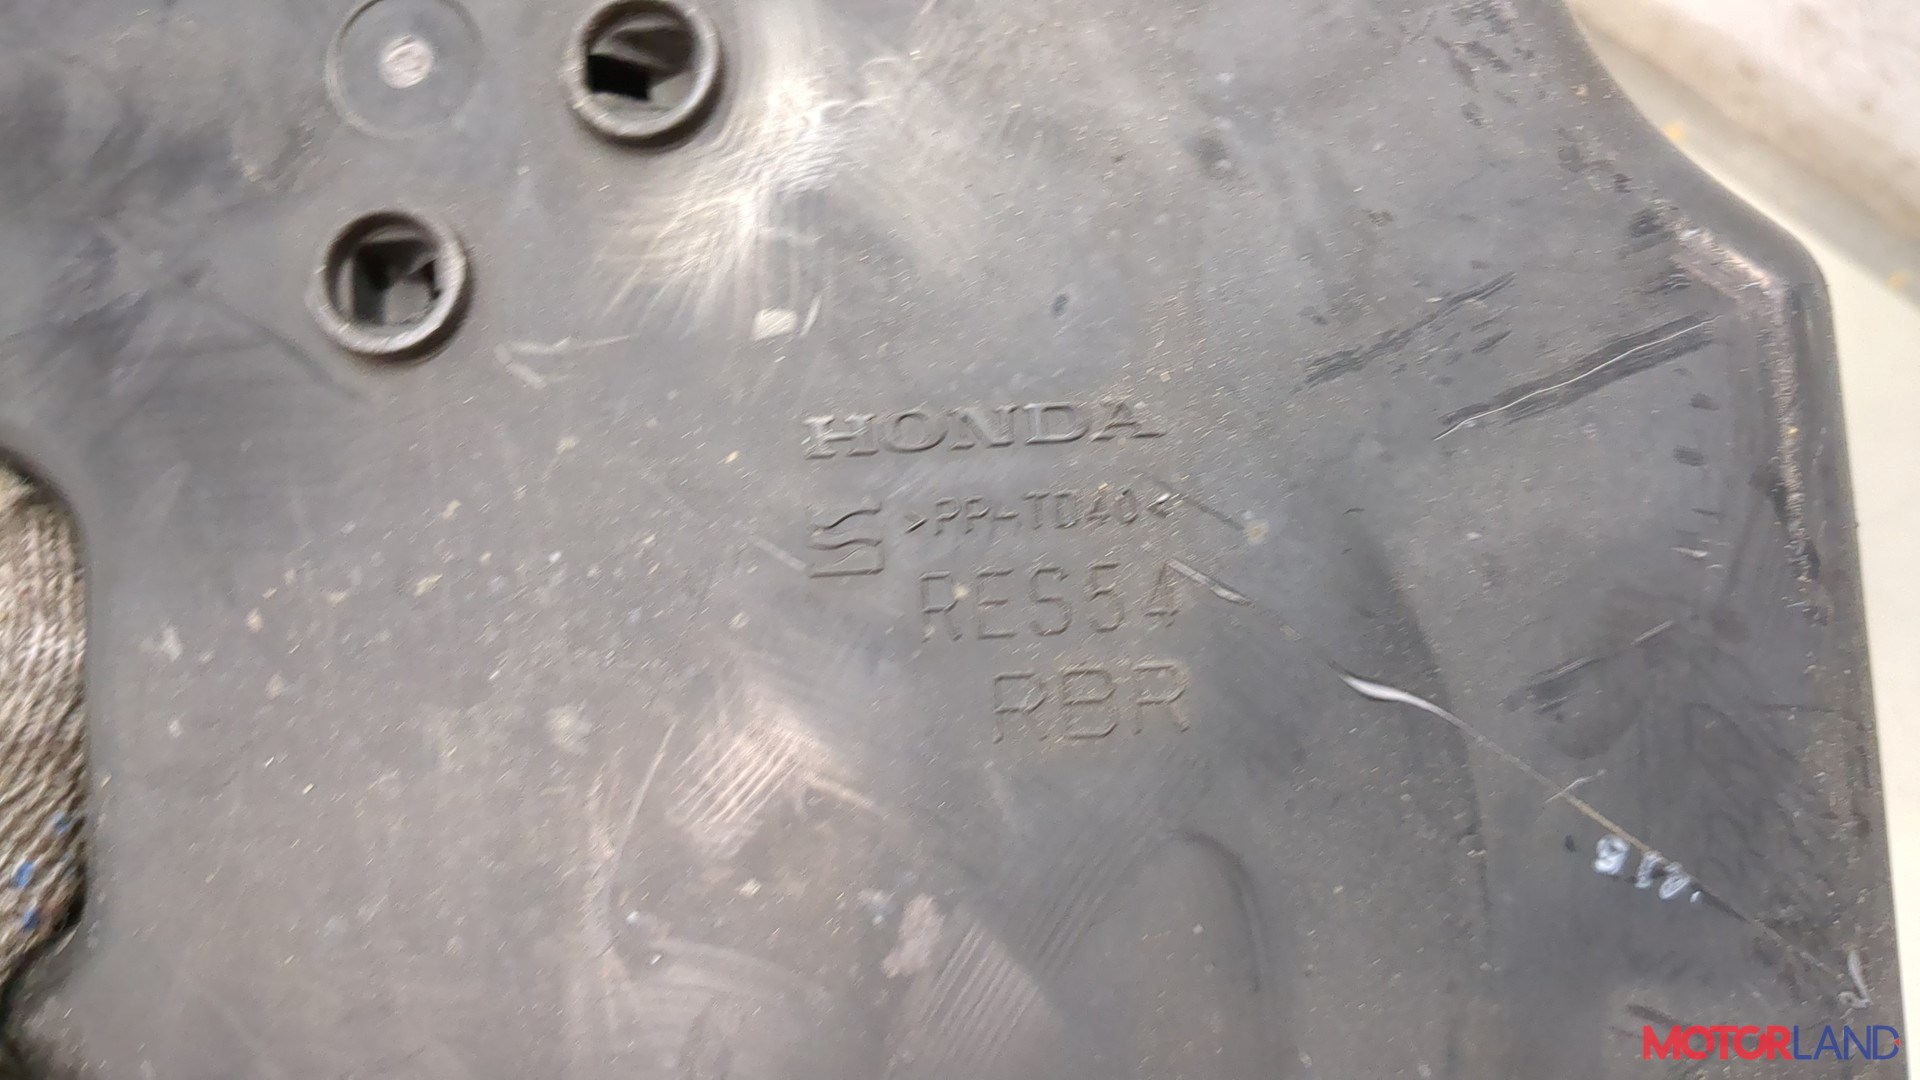 HONDA
>PP-TD40<
RES54
RBR
MOTORLAND